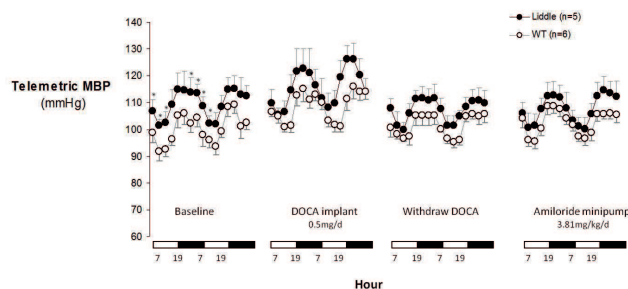 Liddle (n=5)
WT (n=6)
Telemetric MBP
(mmHg)
140
130
120
110
100
90
80
70
60
* * * * * * *
Baseline
DOCA implant
0.5mg/d
Withdraw DOCA
Amiloride minipump
3.81mg/kg/d
7 19 7 19
7 19 7 19
7 19 7 19
7 19 7 19
Hour